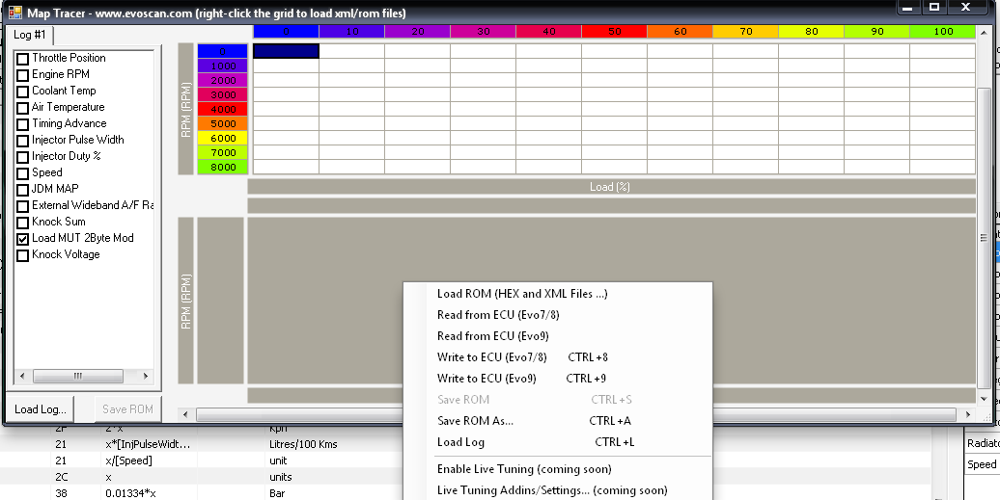 Map Tracer - www.evoscan.com (right-click the grid to load xml/rom files)
Log #1
Throttle Position
Engine RPM
Coolant Temp
Air Temperature
Timing Advance
Injector Pulse Width
Injector Duty %
Speed
JDM MAP
External Wideband A/F Ra
Knock Sum
Load MUT 2Byte Mod
Knock Voltage
Load Log...
Save ROM
0 10 20 30 40 50 60 70 80 90 100
RPM (RPM)
0
1000
2000
3000
4000
5000
6000
7000
8000
Load (%)
RPM (RPM)
Load ROM (HEX and XML Files ...)
Read from ECU (Evo7/8)
Read from ECU (Evo9)
Write to ECU (Evo7/8) CTRL+8
Write to ECU (Evo9) CTRL+9
Save ROM CTRL+S
Save ROM As... CTRL+A
Load Log CTRL+L
Enable Live Tuning (coming soon)
Live Tuning Addins/Settings... (coming soon)
2F 2*x Kph
21 x*[InjPulseWidt... Litres/100 Kms
21 x/[Speed] unit
2C x units
38 0.01334*x Bar
Radiato
Speed